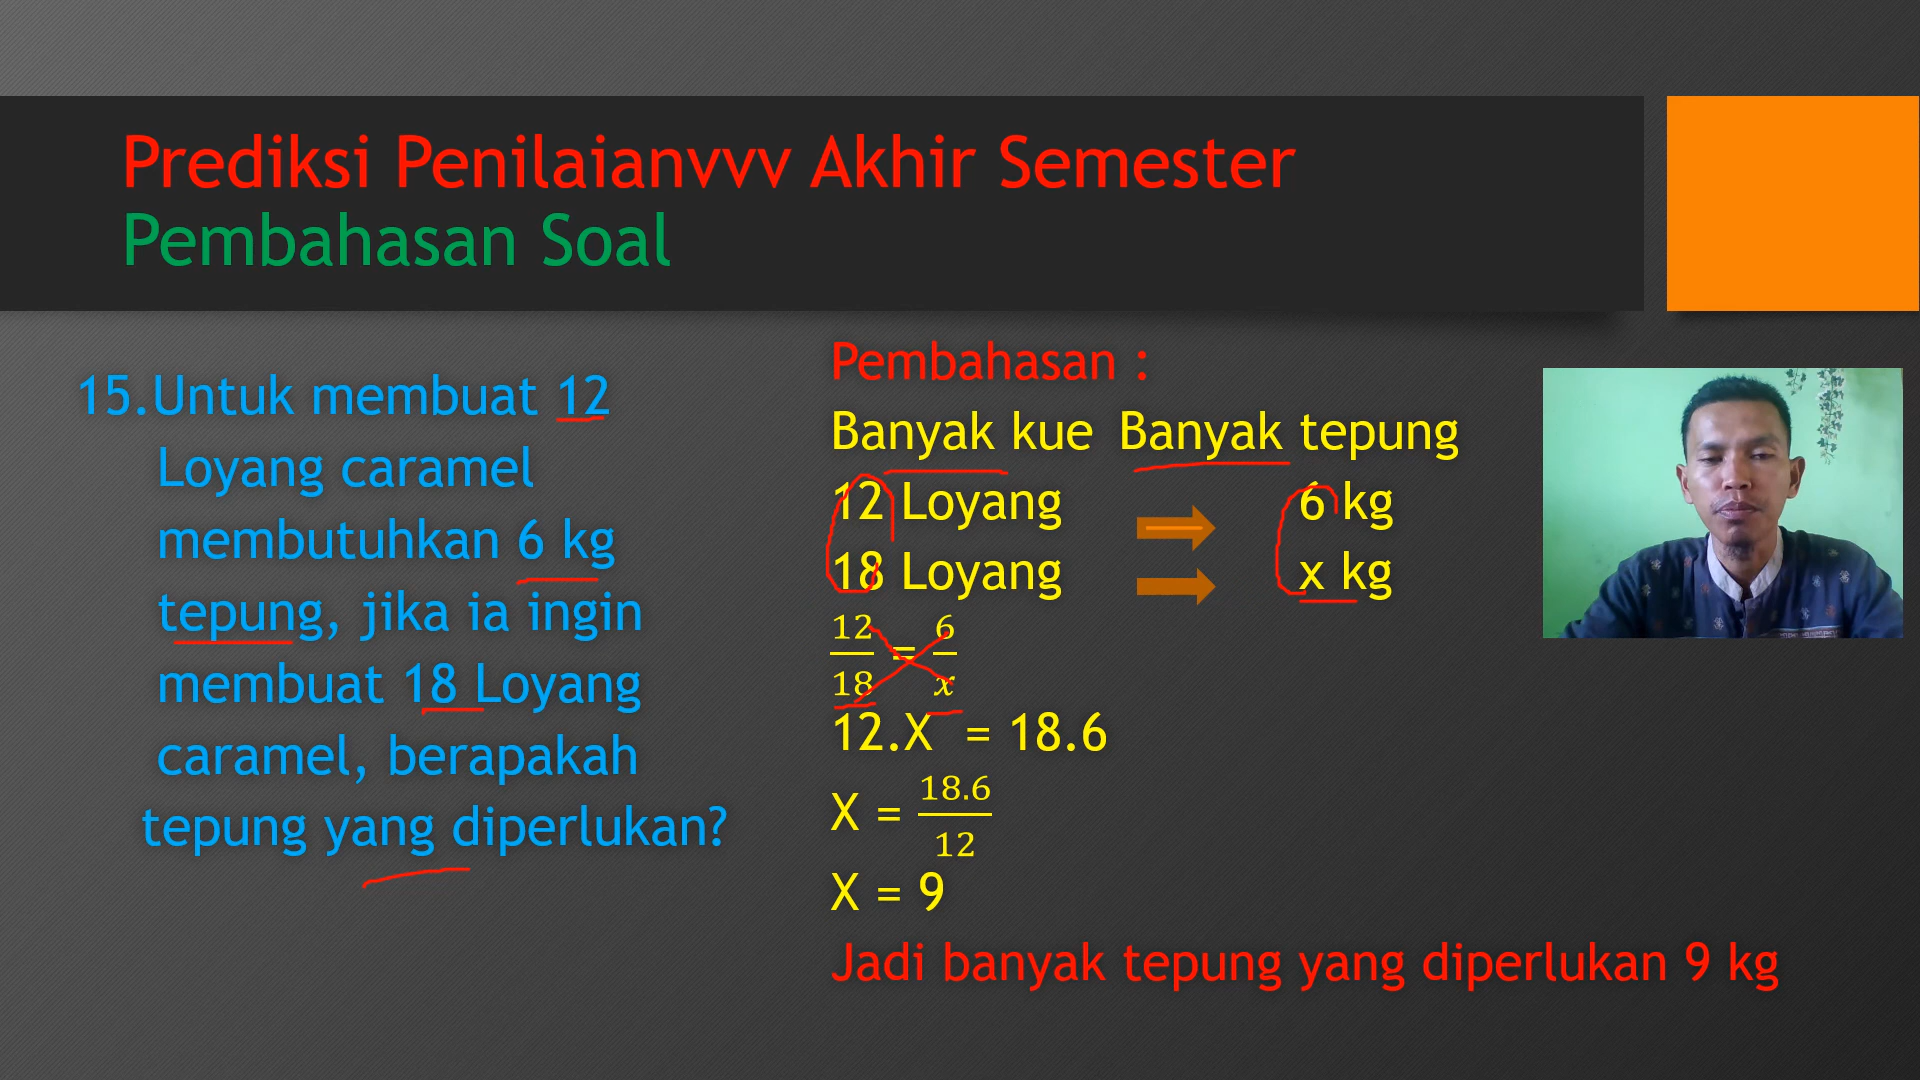 Prediksi Penilaianvvv Akhir Semester
Pembahasan Soal
15.Untuk membuat 12
Loyang caramel
membutuhkan 6 kg
tepung, jika ia ingin
membuat 18 Loyang
caramel, berapakah
tepung yang diperlukan?
Pembahasan :
Banyak kue Banyak tepung
12 Loyang 6 kg
18 Loyang x kg
12/18 = 6/x
12.X = 18.6
X = 18.6/12
X = 9
Jadi banyak tepung yang diperlukan 9 kg